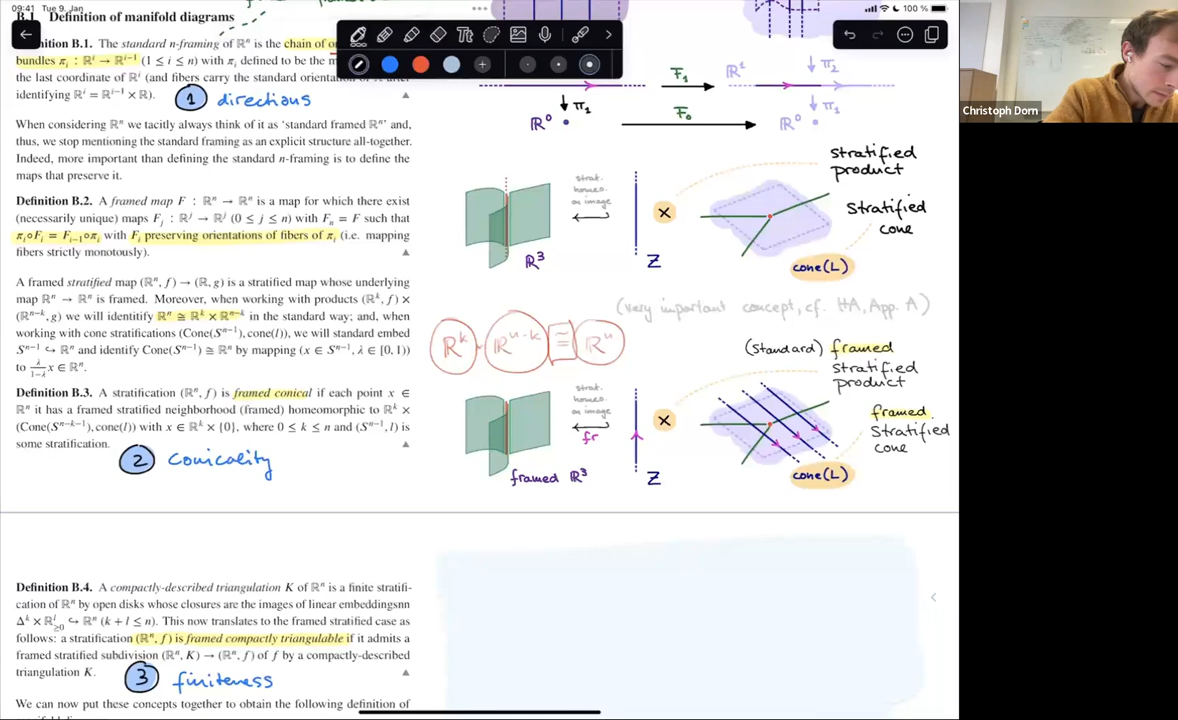 09:41 Tue 9. Jan
100 %
B.1 Definition of manifold diagrams
inition B.1. The standard n-framing of ℝⁿ is the chain of o
bundles πᵢ : ℝⁱ → ℝⁱ⁻¹ (1 ≤ i ≤ n) with πᵢ defined to be the m
the last coordinate of ℝⁱ (and fibers carry the standard orientat
identifying ℝⁱ = ℝⁱ⁻¹ × ℝ). ▲
1 directions
When considering ℝⁿ we tacitly always think of it as ‘standard framed ℝⁿ’ and,
thus, we stop mentioning the standard framing as an explicit structure all-together.
Indeed, more important than defining the standard n-framing is to define the
maps that preserve it.
Definition B.2. A framed map F : ℝⁿ → ℝⁿ is a map for which there exist
(necessarily unique) maps Fⱼ : ℝʲ → ℝʲ (0 ≤ j ≤ n) with Fₙ = F such that
πᵢ∘Fᵢ = Fᵢ₋₁∘πᵢ with Fᵢ preserving orientations of fibers of πᵢ (i.e. mapping
fibers strictly monotously). ▲
A framed stratified map (ℝⁿ, f) → (ℝ, g) is a stratified map whose underlying
map ℝⁿ → ℝⁿ is framed. Moreover, when working with products (ℝᵏ, f) ×
(ℝⁿ⁻ᵏ, g) we will identitify ℝⁿ ≅ ℝᵏ × ℝⁿ⁻ᵏ in the standard way; and, when
working with cone stratifications (Cone(Sⁿ⁻¹), cone(l)), we will standard embed
Sⁿ⁻¹ ↪ ℝⁿ and identify Cone(Sⁿ⁻¹) ≅ ℝⁿ by mapping (x ∈ Sⁿ⁻¹, λ ∈ [0, 1))
to λ/(1−λ) x ∈ ℝⁿ.
Definition B.3. A stratification (ℝⁿ, f) is framed conical if each point x ∈
ℝⁿ it has a framed stratified neighborhood (framed) homeomorphic to ℝᵏ ×
(Cone(Sⁿ⁻ᵏ⁻¹), cone(l)) with x ∈ ℝᵏ × {0}, where 0 ≤ k ≤ n and (Sⁿ⁻¹, l) is
some stratification. ▲
2 Conicality
Definition B.4. A compactly-described triangulation K of ℝⁿ is a finite stratifi-
cation of ℝⁿ by open disks whose closures are the images of linear embeddingsnn
Δᵏ × ℝˡ≥0 ↪ ℝⁿ (k + l ≤ n). This now translates to the framed stratified case as
follows: a stratification (ℝⁿ, f) is framed compactly triangulable if it admits a
framed stratified subdivision (ℝⁿ, K) → (ℝⁿ, f) of f by a compactly-described
triangulation K. ▲
3 finiteness
We can now put these concepts together to obtain the following definition of
F₁ ℝ¹ ↓ π₂
↓ π₁ ↓ π₁
ℝ⁰ F₀ ℝ⁰
stratified
product
strat.
homeo.
on image
×
Stratified
cone
ℝ³ Z cone(L)
(very important concept, cf. HA, App. A)
ℝᵏ · ℝⁿ⁻ᵏ ≅ ℝⁿ
(standard) framed
stratified
product
strat.
homeo.
on image
fr
×
framed
Stratified
cone
framed ℝ³ Z cone(L)
Christoph Dorn